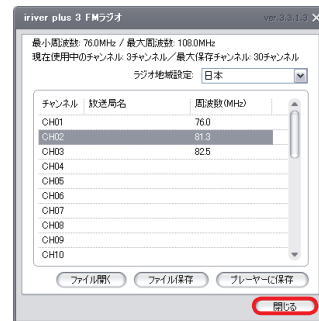 iriver plus 3 FMラジオ ver. 3.3.1.3 X
最小周波数: 76.0MHz / 最大周波数: 108.0MHz
現在使用中のチャンネル: 3チャンネル／最大保存チャンネル: 30チャンネル
ラジオ地域設定: 日本
チャンネル 放送局名 周波数(MHz)
CH01 76.0
CH02 81.3
CH03 82.5
CH04
CH05
CH06
CH07
CH08
CH09
CH10
ファイル開く ファイル保存 プレーヤーに保存
閉じる